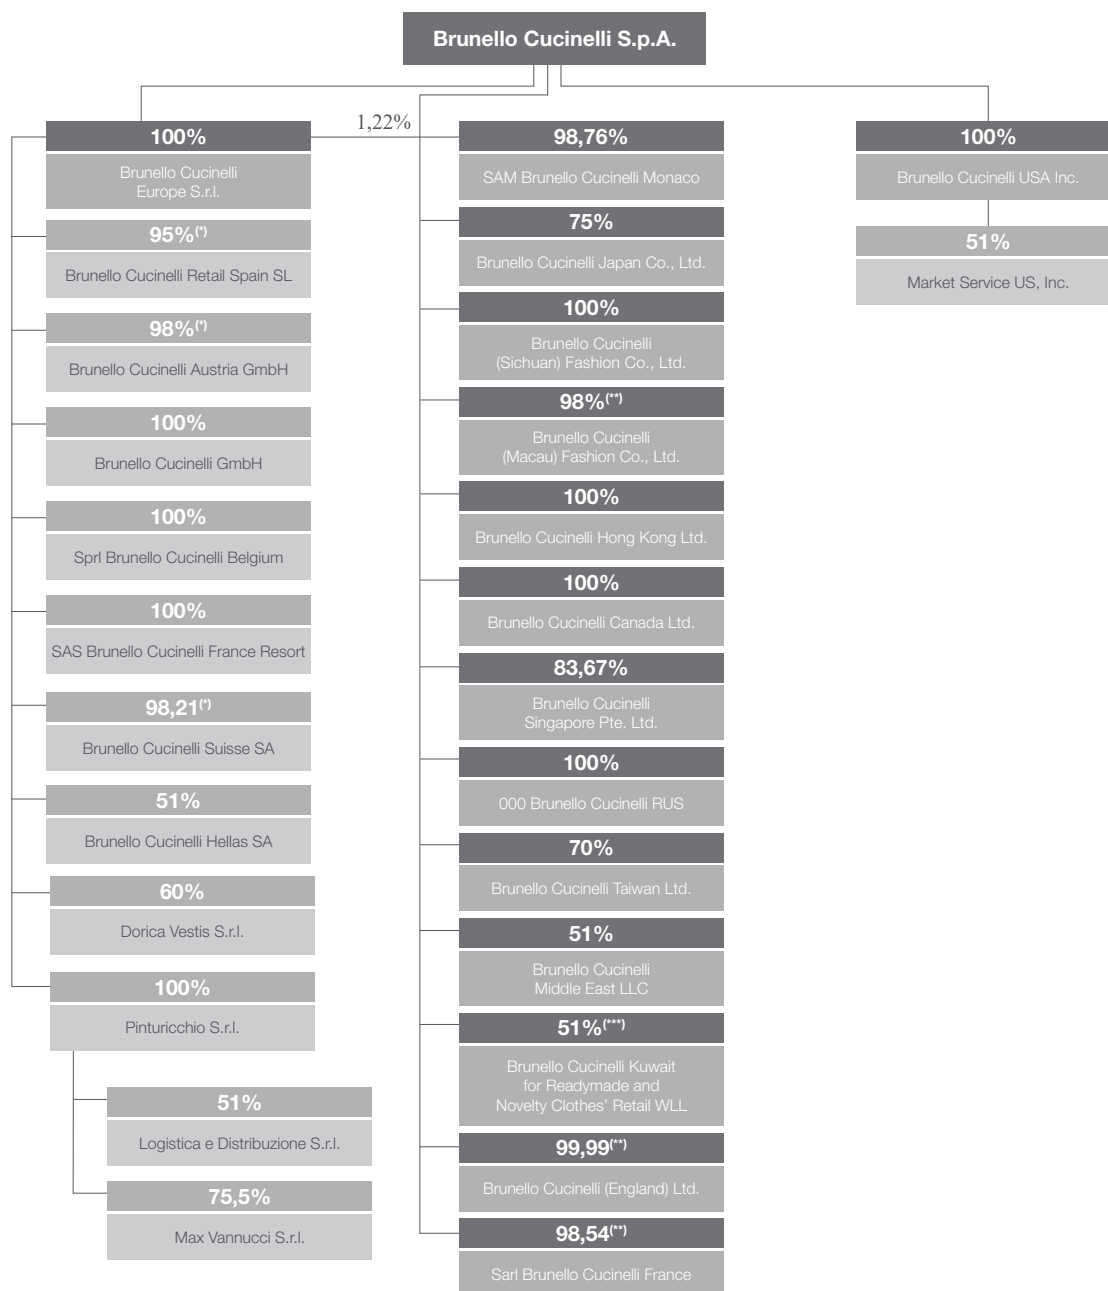 Brunello Cucinelli S.p.A.
1,22%
100%
Brunello Cucinelli
Europe S.r.l.
95%(*)
Brunello Cucinelli Retail Spain SL
98%(*)
Brunello Cucinelli Austria GmbH
100%
Brunello Cucinelli GmbH
100%
Sprl Brunello Cucinelli Belgium
100%
SAS Brunello Cucinelli France Resort
98,21(*)
Brunello Cucinelli Suisse SA
51%
Brunello Cucinelli Hellas SA
60%
Dorica Vestis S.r.l.
100%
Pinturicchio S.r.l.
51%
Logistica e Distribuzione S.r.l.
75,5%
Max Vannucci S.r.l.
98,76%
SAM Brunello Cucinelli Monaco
75%
Brunello Cucinelli Japan Co., Ltd.
100%
Brunello Cucinelli
(Sichuan) Fashion Co., Ltd.
98%(**)
Brunello Cucinelli
(Macau) Fashion Co., Ltd.
100%
Brunello Cucinelli Hong Kong Ltd.
100%
Brunello Cucinelli Canada Ltd.
83,67%
Brunello Cucinelli
Singapore Pte. Ltd.
100%
000 Brunello Cucinelli RUS
70%
Brunello Cucinelli Taiwan Ltd.
51%
Brunello Cucinelli
Middle East LLC
51%(***)
Brunello Cucinelli Kuwait
for Readymade and
Novelty Clothes’ Retail WLL
99,99(**)
Brunello Cucinelli (England) Ltd.
98,54(**)
Sarl Brunello Cucinelli France
100%
Brunello Cucinelli USA Inc.
51%
Market Service US, Inc.